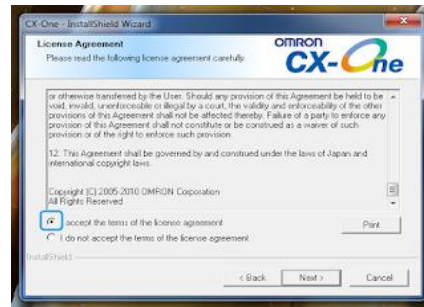 CX-One - InstallShield Wizard
License Agreement
Please read the following license agreement carefully.
OMRON
CX-One
or otherwise transferred by the User. Should any provision of this Agreement be held to be
void, invalid, unenforceable or illegal by a court, the validity and enforceability of the other
provisions of this Agreement shall not be affected thereby. Failure of a party to enforce any
provision of this Agreement shall not constitute or be construed as a waiver of such
provision or of the right to enforce such provision.
12. This Agreement shall be governed by and construed under the laws of Japan and
international copyright laws.
Copyright (C) 2005-2010 OMRON Corporation
All Rights Reserved
accept the terms of the license agreement
Print
I do not accept the terms of the license agreement
InstallShield
< Back
Next >
Cancel